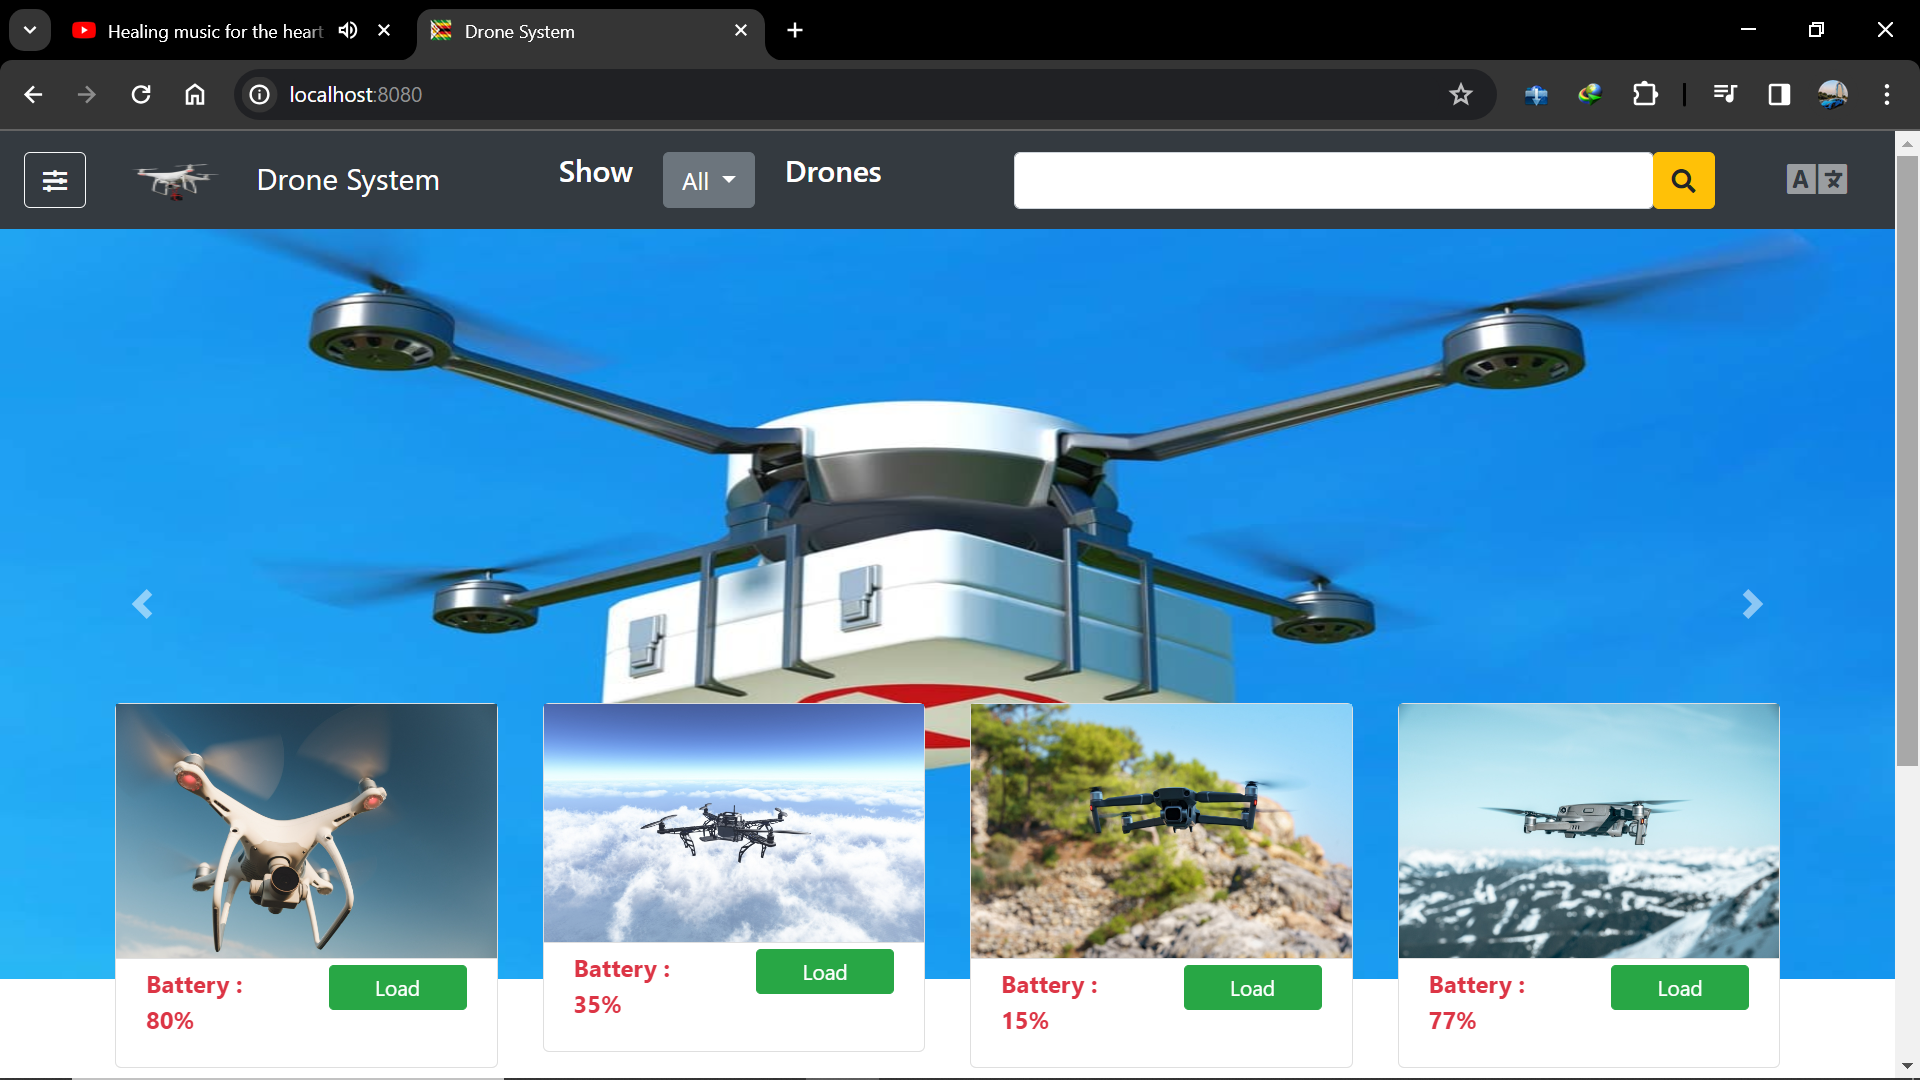 Healing music for the heart
Drone System
localhost:8080
Drone System
Show
All
Drones
A
Battery :
80%
Load
Battery :
35%
Load
Battery :
15%
Load
Battery :
77%
Load